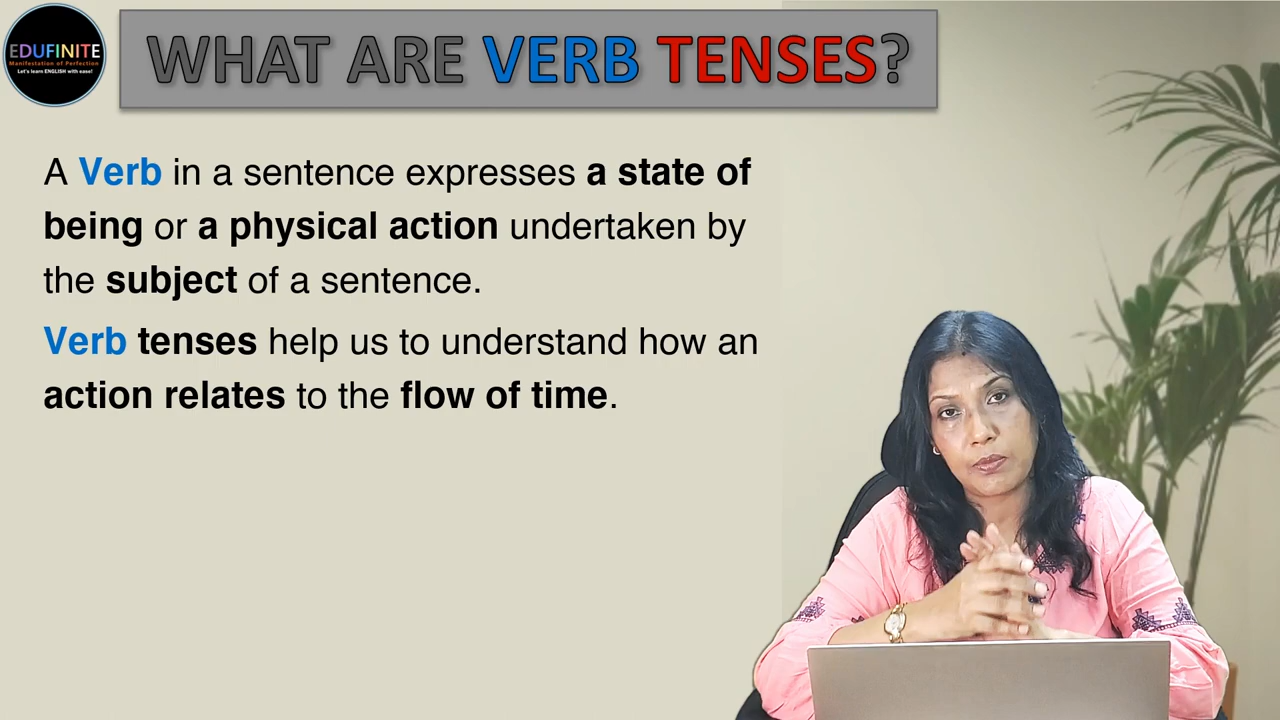 EDUFINITE
Manifestation of Perfection
Let's learn ENGLISH with ease!
WHAT ARE VERB TENSES?
A Verb in a sentence expresses a state of
being or a physical action undertaken by
the subject of a sentence.
Verb tenses help us to understand how an
action relates to the flow of time.